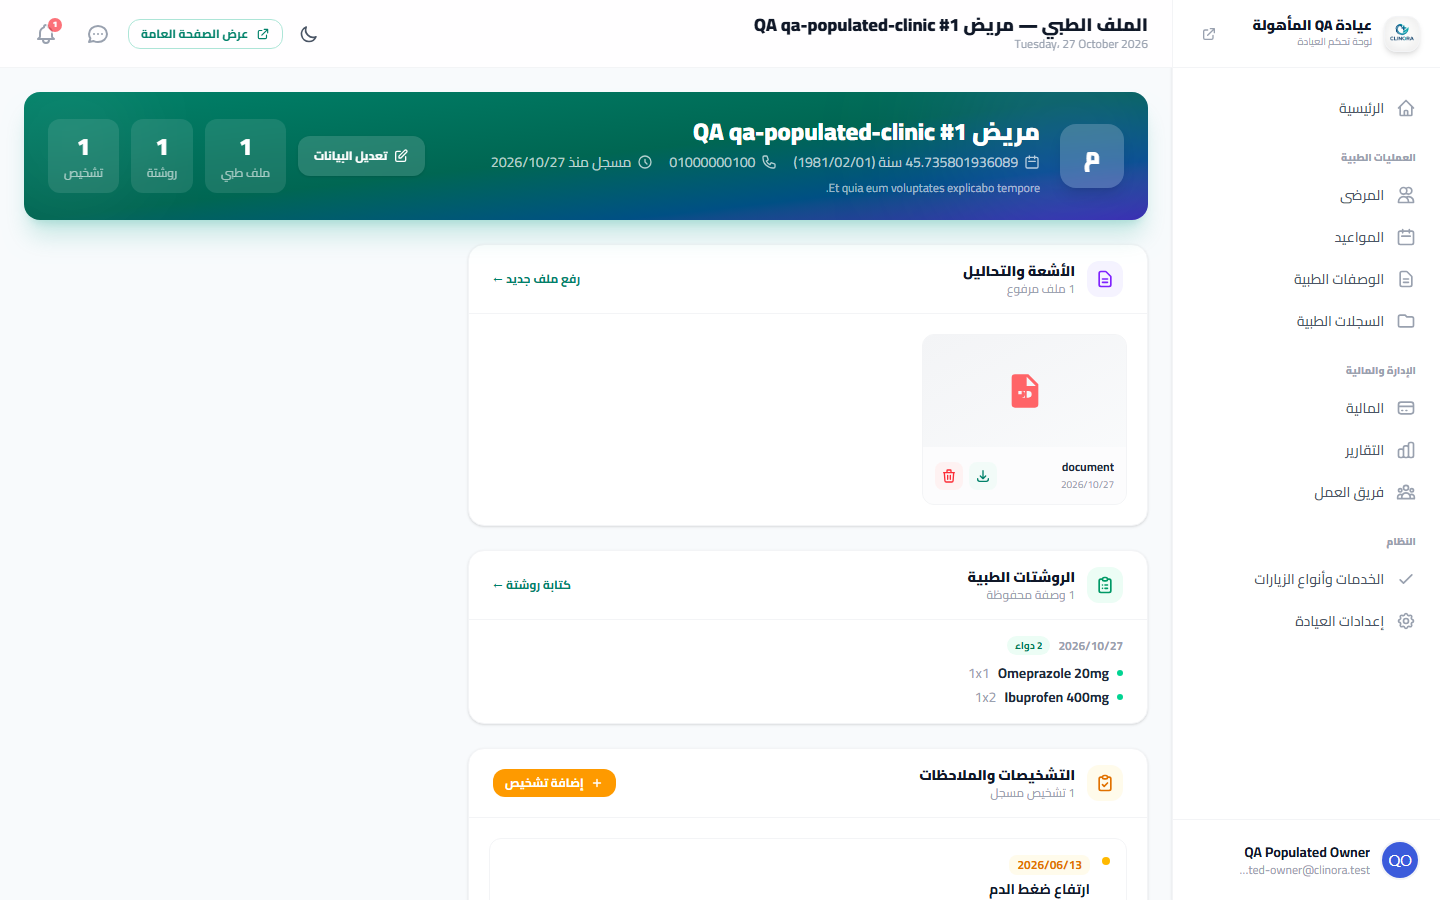 عيادة QA المأهولة
لوحة تحكم العيادة
CLINORA
الملف الطبي — مريض QA qa-populated-clinic #1
Tuesday، 27 October 2026
عرض الصفحة العامة
1
الرئيسية
العمليات الطبية
المرضى
المواعيد
الوصفات الطبية
السجلات الطبية
الإدارة والمالية
المالية
التقارير
فريق العمل
النظام
الخدمات وأنواع الزيارات
إعدادات العيادة
QO
QA Populated Owner
...ted-owner@clinora.test
م
مريض QA qa-populated-clinic #1
45.735801936089 سنة (1981/02/01)
01000000100
مسجل منذ 2026/10/27
Et quia eum voluptates explicabo tempore.
تعديل البيانات
1
ملف طبي
1
روشتة
1
تشخيص
الأشعة والتحاليل
1 ملف مرفوع
رفع ملف جديد ←
document
2026/10/27
الروشتات الطبية
1 وصفة محفوظة
كتابة روشتة ←
2026/10/27
2 دواء
Omeprazole 20mg 1x1
Ibuprofen 400mg 1x2
التشخيصات والملاحظات
1 تشخيص مسجل
+ إضافة تشخيص
2026/06/13
ارتفاع ضغط الدم